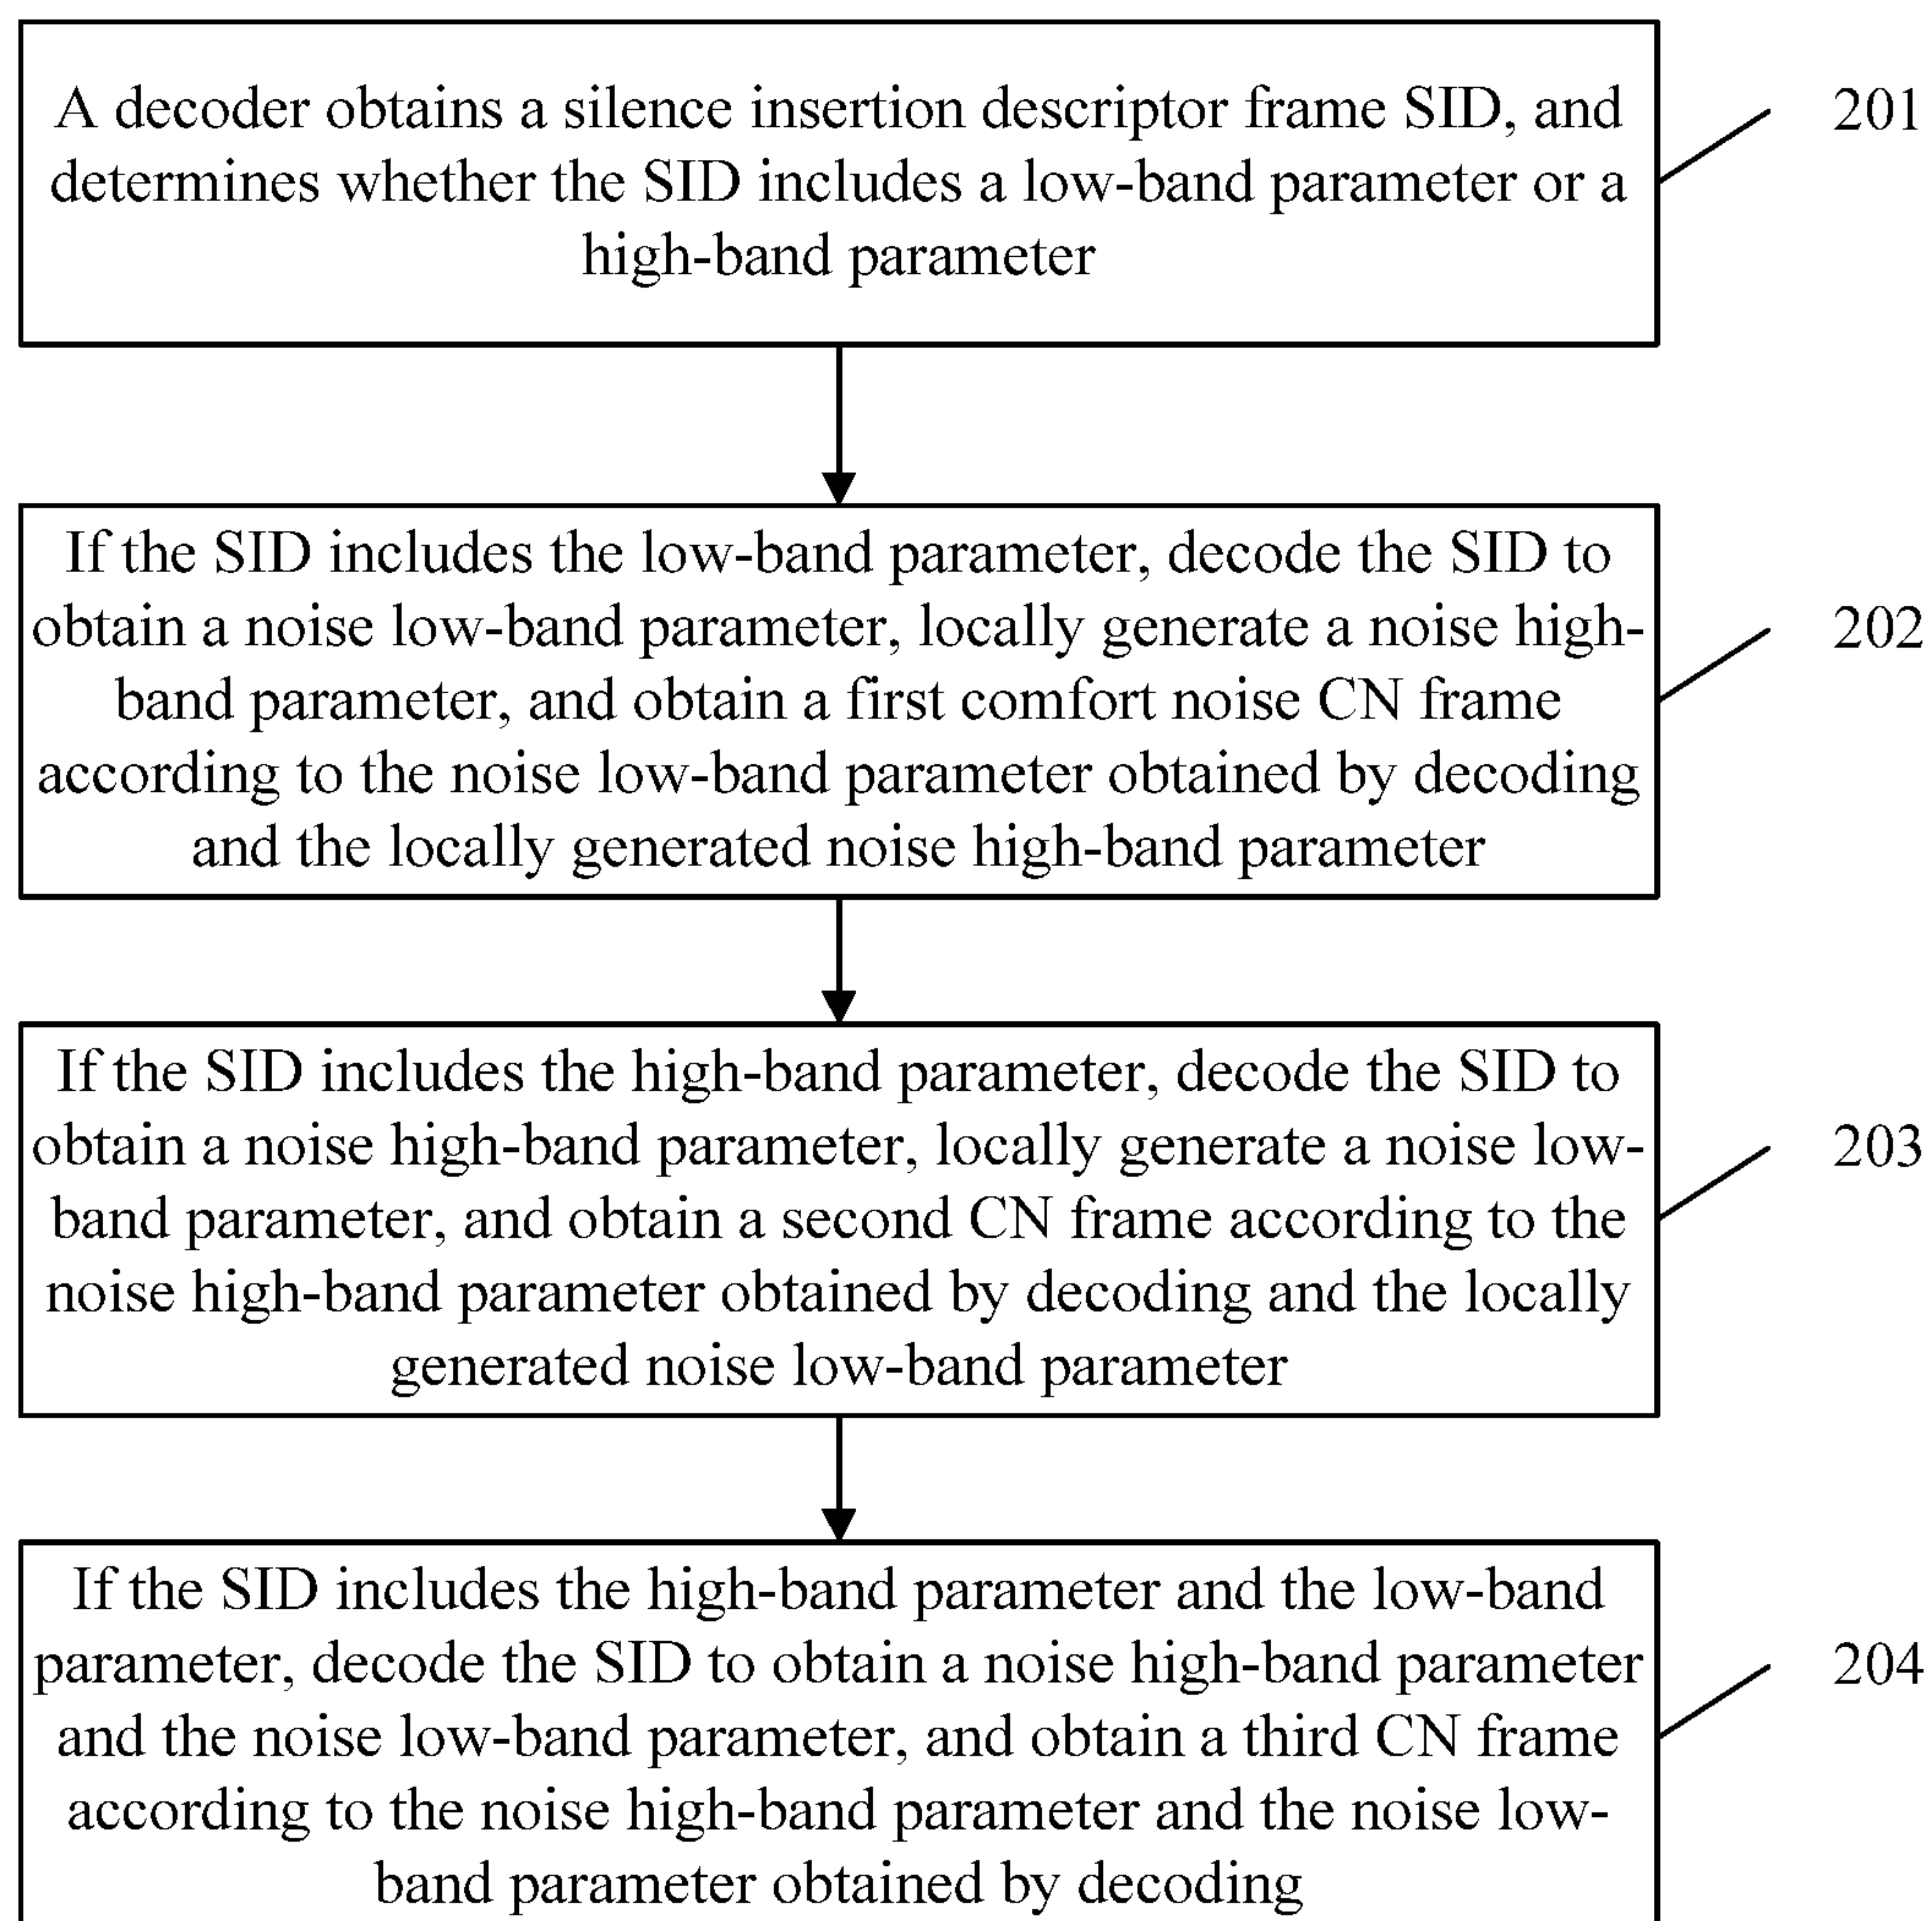 A decoder obtains a silence insertion descriptor frame SID, and
determines whether the SID includes a low-band parameter or a
high-band parameter
201
If the SID includes the low-band parameter, decode the SID to
obtain a noise low-band parameter, locally generate a noise high-
band parameter, and obtain a first comfort noise CN frame
according to the noise low-band parameter obtained by decoding
and the locally generated noise high-band parameter
202
If the SID includes the high-band parameter, decode the SID to
obtain a noise high-band parameter, locally generate a noise low-
band parameter, and obtain a second CN frame according to the
noise high-band parameter obtained by decoding and the locally
generated noise low-band parameter
203
If the SID includes the high-band parameter and the low-band
parameter, decode the SID to obtain a noise high-band parameter
and the noise low-band parameter, and obtain a third CN frame
according to the noise high-band parameter and the noise low-
band parameter obtained by decoding
204